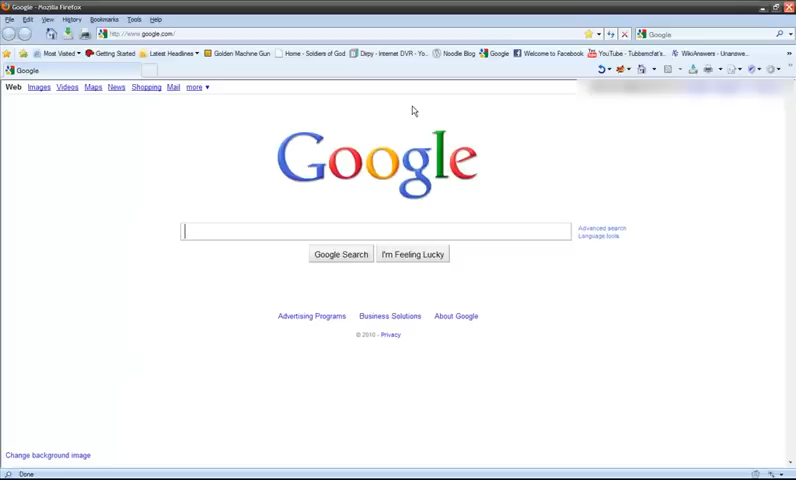 Google - Mozilla Firefox
File Edit View History Bookmarks Tools Help
http://www.google.com/
Google
Most Visited Getting Started Latest Headlines Golden Machne Gun Home - Soldiers of God Dirpy - Internet DVR - Yo... Noodle Blog Google Welcome to Facebook YouTube - Tubbsmcfat's... WikiAnswers - Unanswe...
Google
Web Images Videos Maps News Shopping Mail more ▼
Google
Advanced search
Language tools
Google Search I'm Feeling Lucky
Advertising Programs Business Solutions About Google
© 2010 - Privacy
Change background image
Done